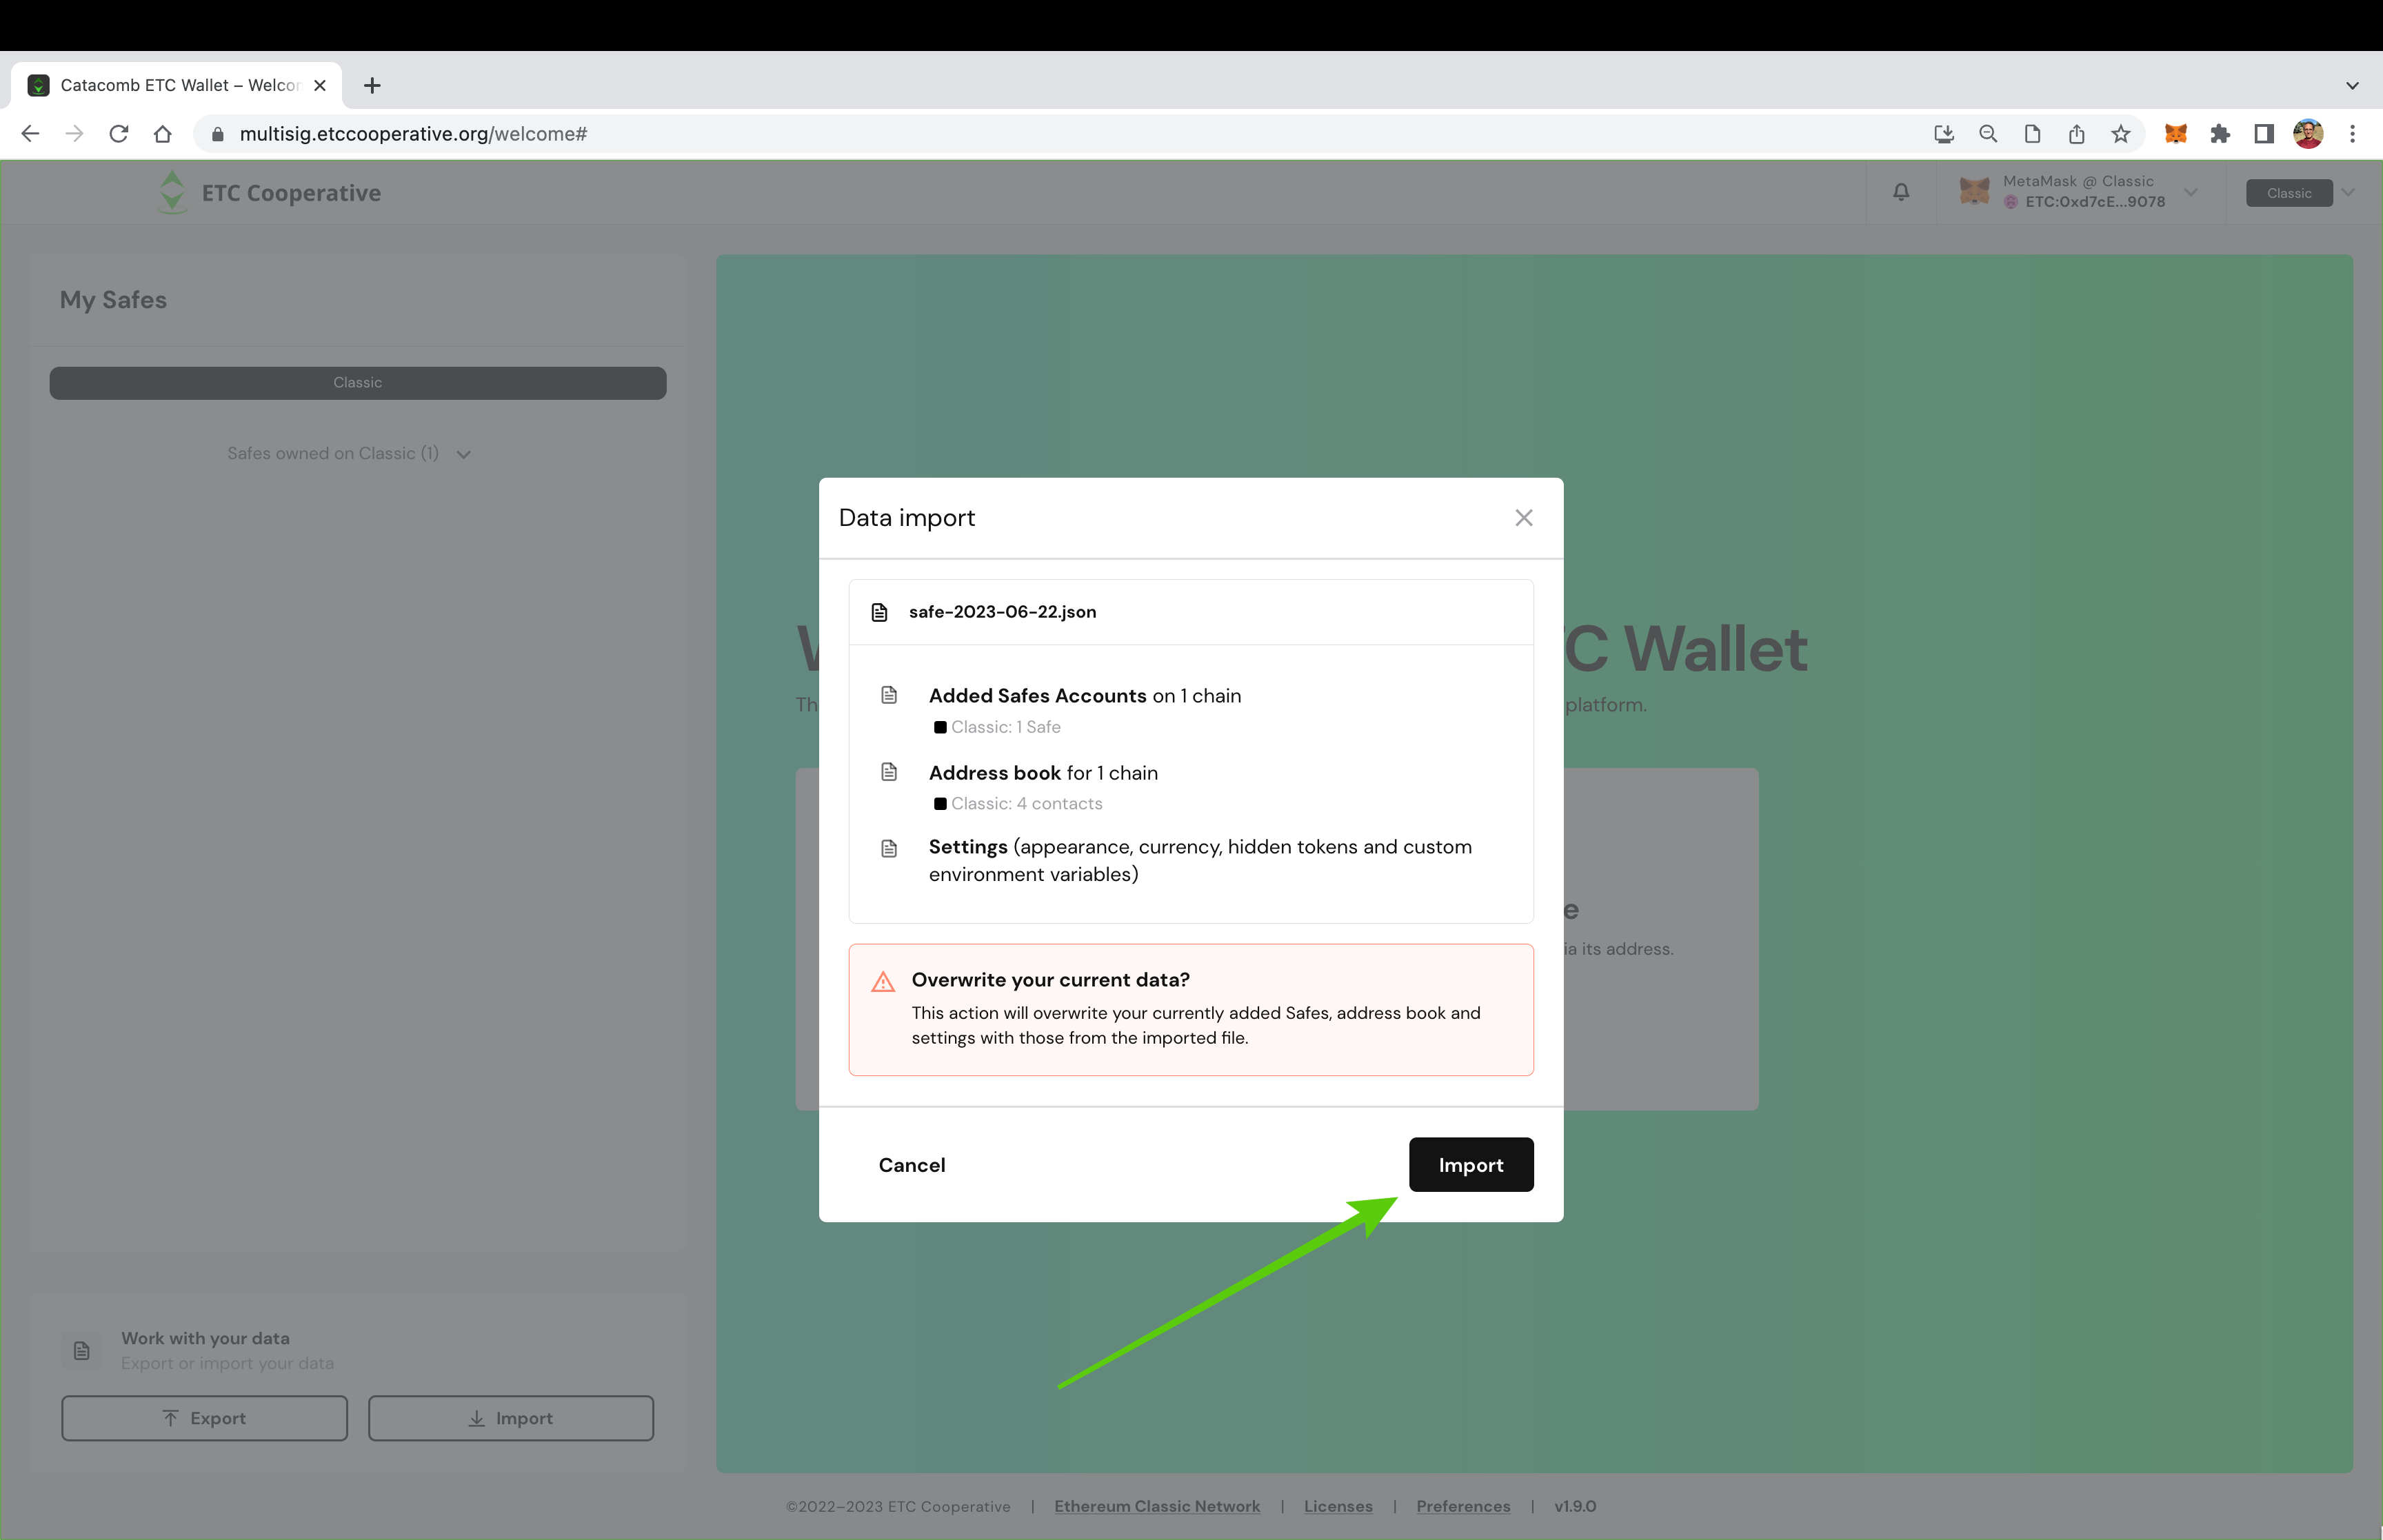 Catacomb ETC Wallet – Welcom
multisig.etccooperative.org/welcome#
ETC Cooperative
MetaMask @ Classic
ETC:0xd7cE...9078
Classic
My Safes
Classic
Safes owned on Classic (1)
Data import
safe-2023-06-22.json
Added Safes Accounts on 1 chain
Classic: 1 Safe
Address book for 1 chain
Classic: 4 contacts
Settings (appearance, currency, hidden tokens and custom
environment variables)
Overwrite your current data?
This action will overwrite your currently added Safes, address book and
settings with those from the imported file.
Cancel
Import
C Wallet
platform.
ia its address.
Work with your data
Export or import your data
Export
Import
©2022–2023 ETC Cooperative | Ethereum Classic Network | Licenses | Preferences | v1.9.0